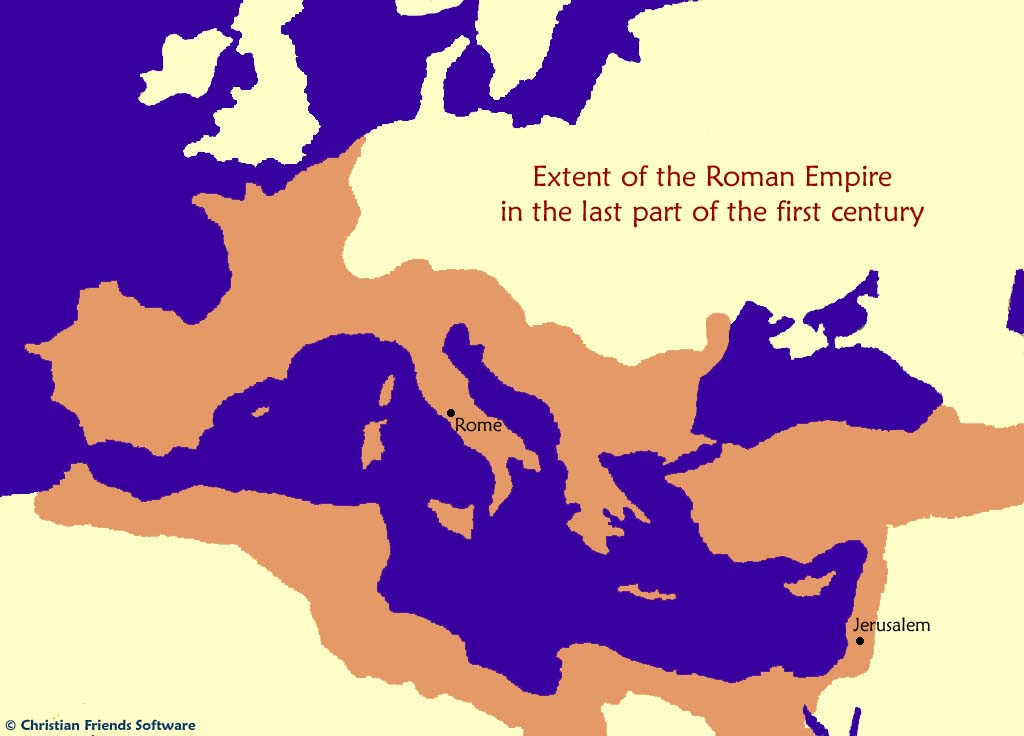 Extent of the Roman Empire
in the last part of the first century
Rome
Jerusalem
© Christian Friends Software